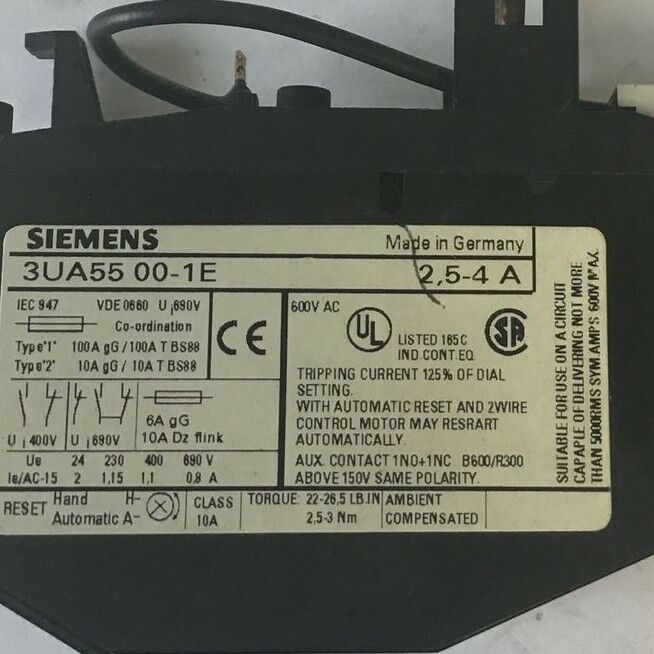 SIEMENS
Made in Germany
3UA55 00-1E
2,5-4 A
IEC 947 VDE 0660 U i 690V
Co-ordination
Type"1" 100A gG / 100A T BS88
Type"2" 10A gG / 10A T BS88
CE
U i 400V U i 690V
6A gG
10A Dz flink
Ue 24 230 400 690 V
Ie/AC-15 2 1,15 1,1 0,8 A
600V AC
UL
LISTED 165C
IND.CONT.EQ.
SA
TRIPPING CURRENT 125% OF DIAL
SETTING.
WITH AUTOMATIC RESET AND 2WIRE
CONTROL MOTOR MAY RESRART
AUTOMATICALLY.
AUX. CONTACT 1NO+1NC B600/R300
ABOVE 150V SAME POLARITY.
RESET Hand H-
Automatic A-
CLASS
10A
TORQUE: 22-26,5 LB.IN
2,5-3 Nm
AMBIENT
COMPENSATED
SUITABLE FOR USE ON A CIRCUIT
CAPAPLE OF DELIVERING NOT MORE
THAN 5000RMS SYM.AMPS 600V MAX.